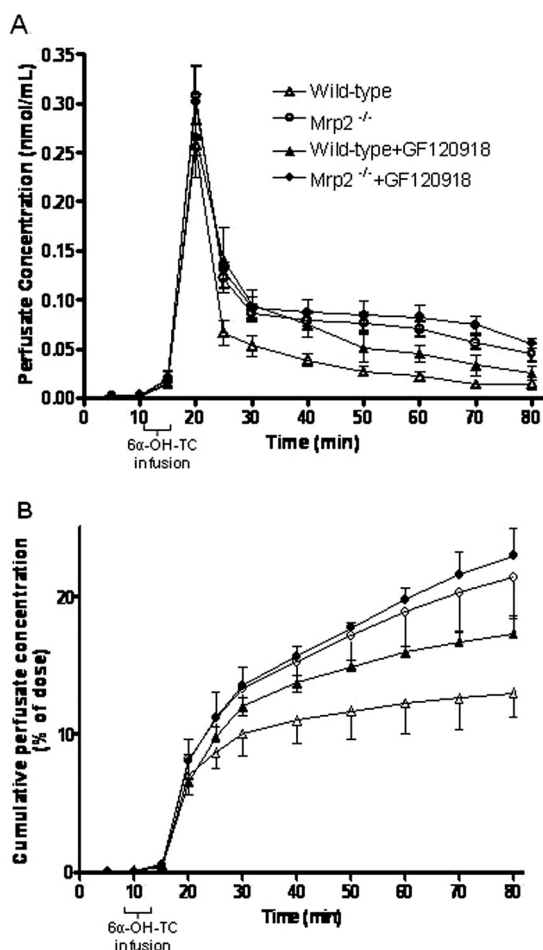 A
Perfusate Concentration (nmol/mL)
0.35
0.30
0.25
0.20
0.15
0.10
0.05
0.00
Wild-type
Mrp2 -/-
Wild-type+GF120918
Mrp2 -/-+GF120918
0 10 20 30 40 50 60 70 80
Time (min)
6α-OH-TC
infusion
B
Cumulative perfusate concentration
(% of dose)
20
10
0
0 10 20 30 40 50 60 70 80
Time (min)
6α-OH-TC
infusion